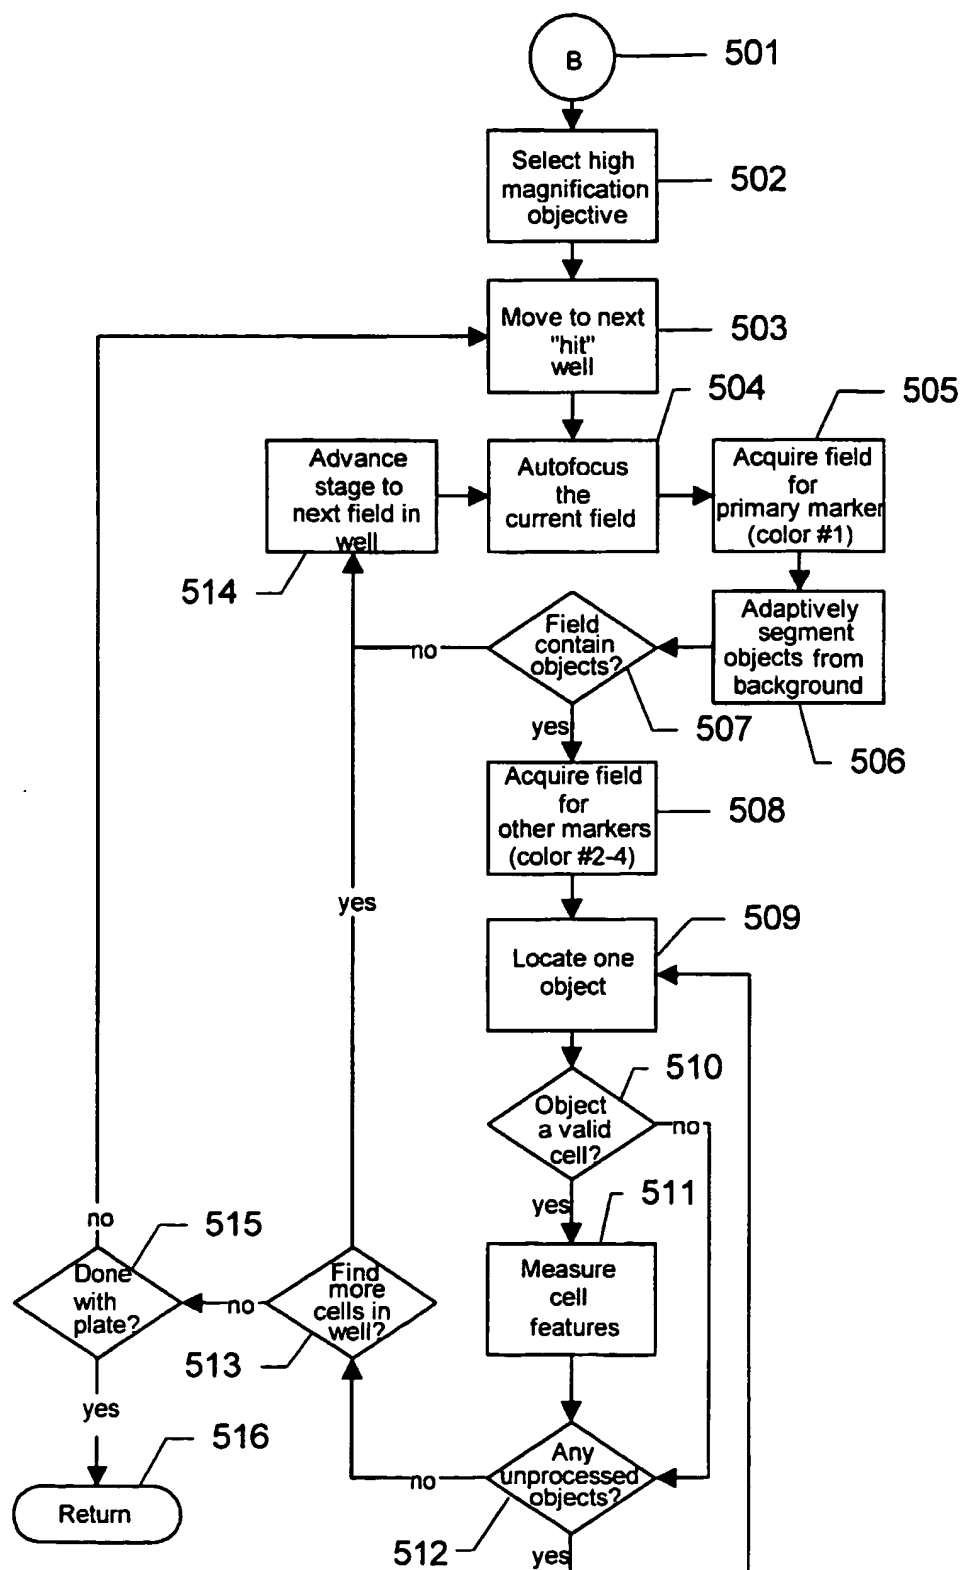 B
501
Select high
magnification
objective
502
Move to next
"hit"
well
503
504
505
Advance
stage to
next field in
well
514
Autofocus
the
current field
Acquire field
for
primary marker
(color #1)
Adaptively
segment
objects from
background
506
Field
contain
objects?
no
507
yes
Acquire field
for
other markers
(color #2-4)
508
yes
Locate one
object
509
Object
a valid
cell?
510
no
yes
511
Measure
cell
features
no
515
Done
with
plate?
no
Find
more
cells in
well?
513
yes
516
Return
Any
unprocessed
objects?
no
512
yes